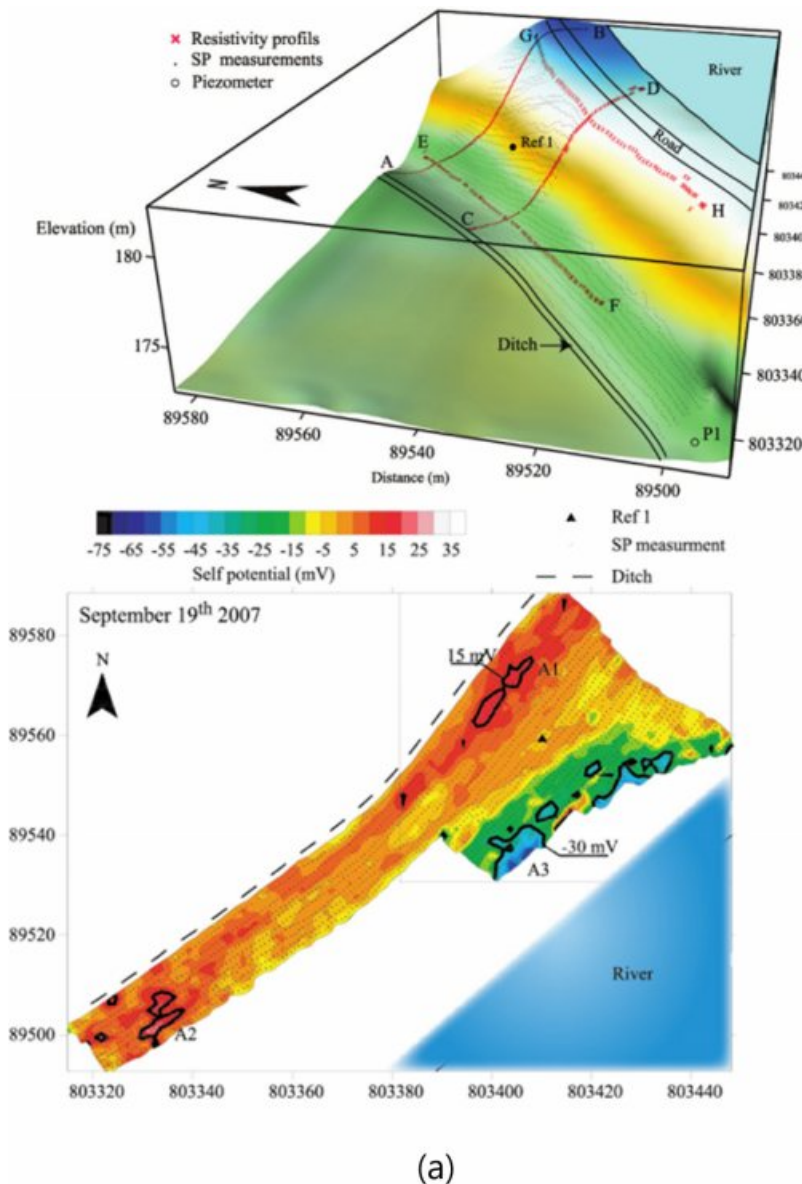 × Resistivity profils
· SP measurements
○ Piezometer
G
B
River
D
Road
E
Ref 1
A
H
N
C
Elevation (m)
180
F
Ditch
175
P1
803440
803380
803360
803340
803320
89580
89560
89540
89520
89500
Distance (m)
-75 -65 -55 -45 -35 -25 -15 -5 5 15 25 35
Self potential (mV)
▲ Ref 1
SP measurment
— — Ditch
September 19th 2007
N
89580
89560
89540
89520
89500
15 mV
A1
-30 mV
A3
A2
River
803320 803340 803360 803380 803400 803420 803440
(a)